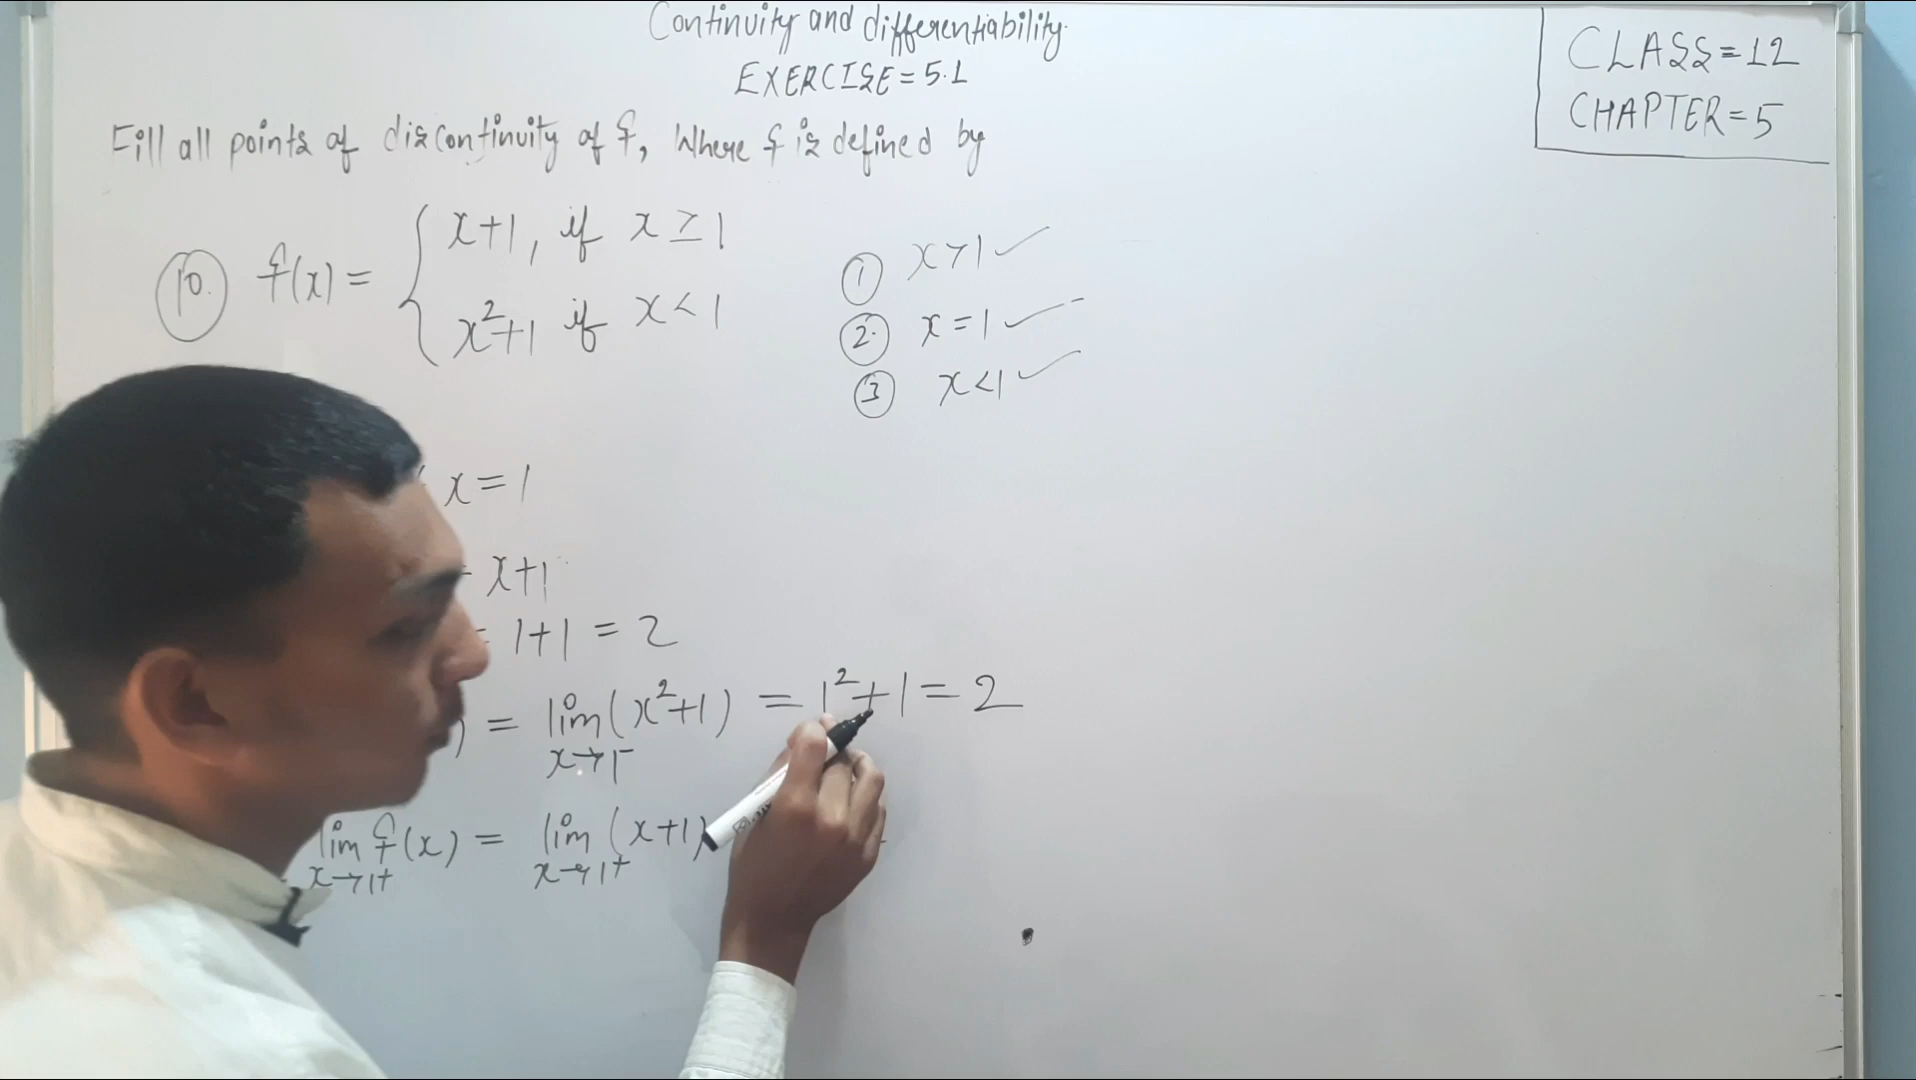 Continuity and differentiability.
EXERCISE = 5.1
CLASS = 12
CHAPTER = 5
Fill all points of discontinuity of f, Where f is defined by
10. f(x) = { x+1, if x ≥ 1
x²+1 if x < 1
① x > 1 ✓
② x = 1 ✓
③ x < 1 ✓
x = 1
x+1
= 1+1 = 2
) = lim (x²+1) = 1²+1 = 2
x→1⁻
lim f(x) = lim (x+1)
x→1+ x→1+